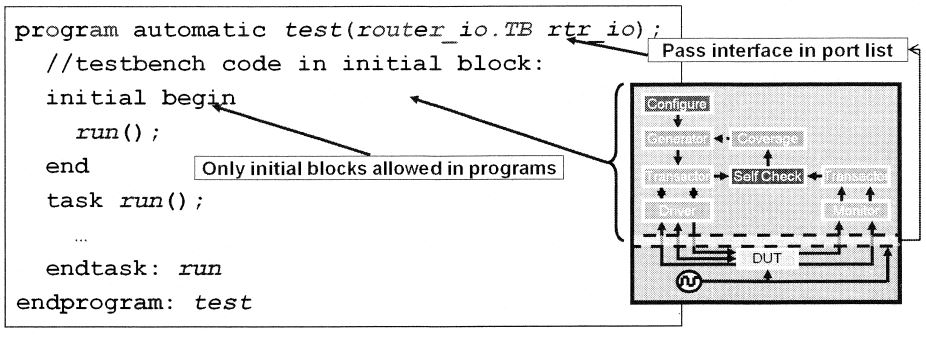 program automatic test(router_io.TB rtr_io);
Pass interface in port list
//testbench code in initial block:
initial begin
run();
end
Only initial blocks allowed in programs
task run();
...
endtask: run
endprogram: test
Configure
Generator
Coverage
Transactor
Self Check
Transactor
Driver
Monitor
DUT